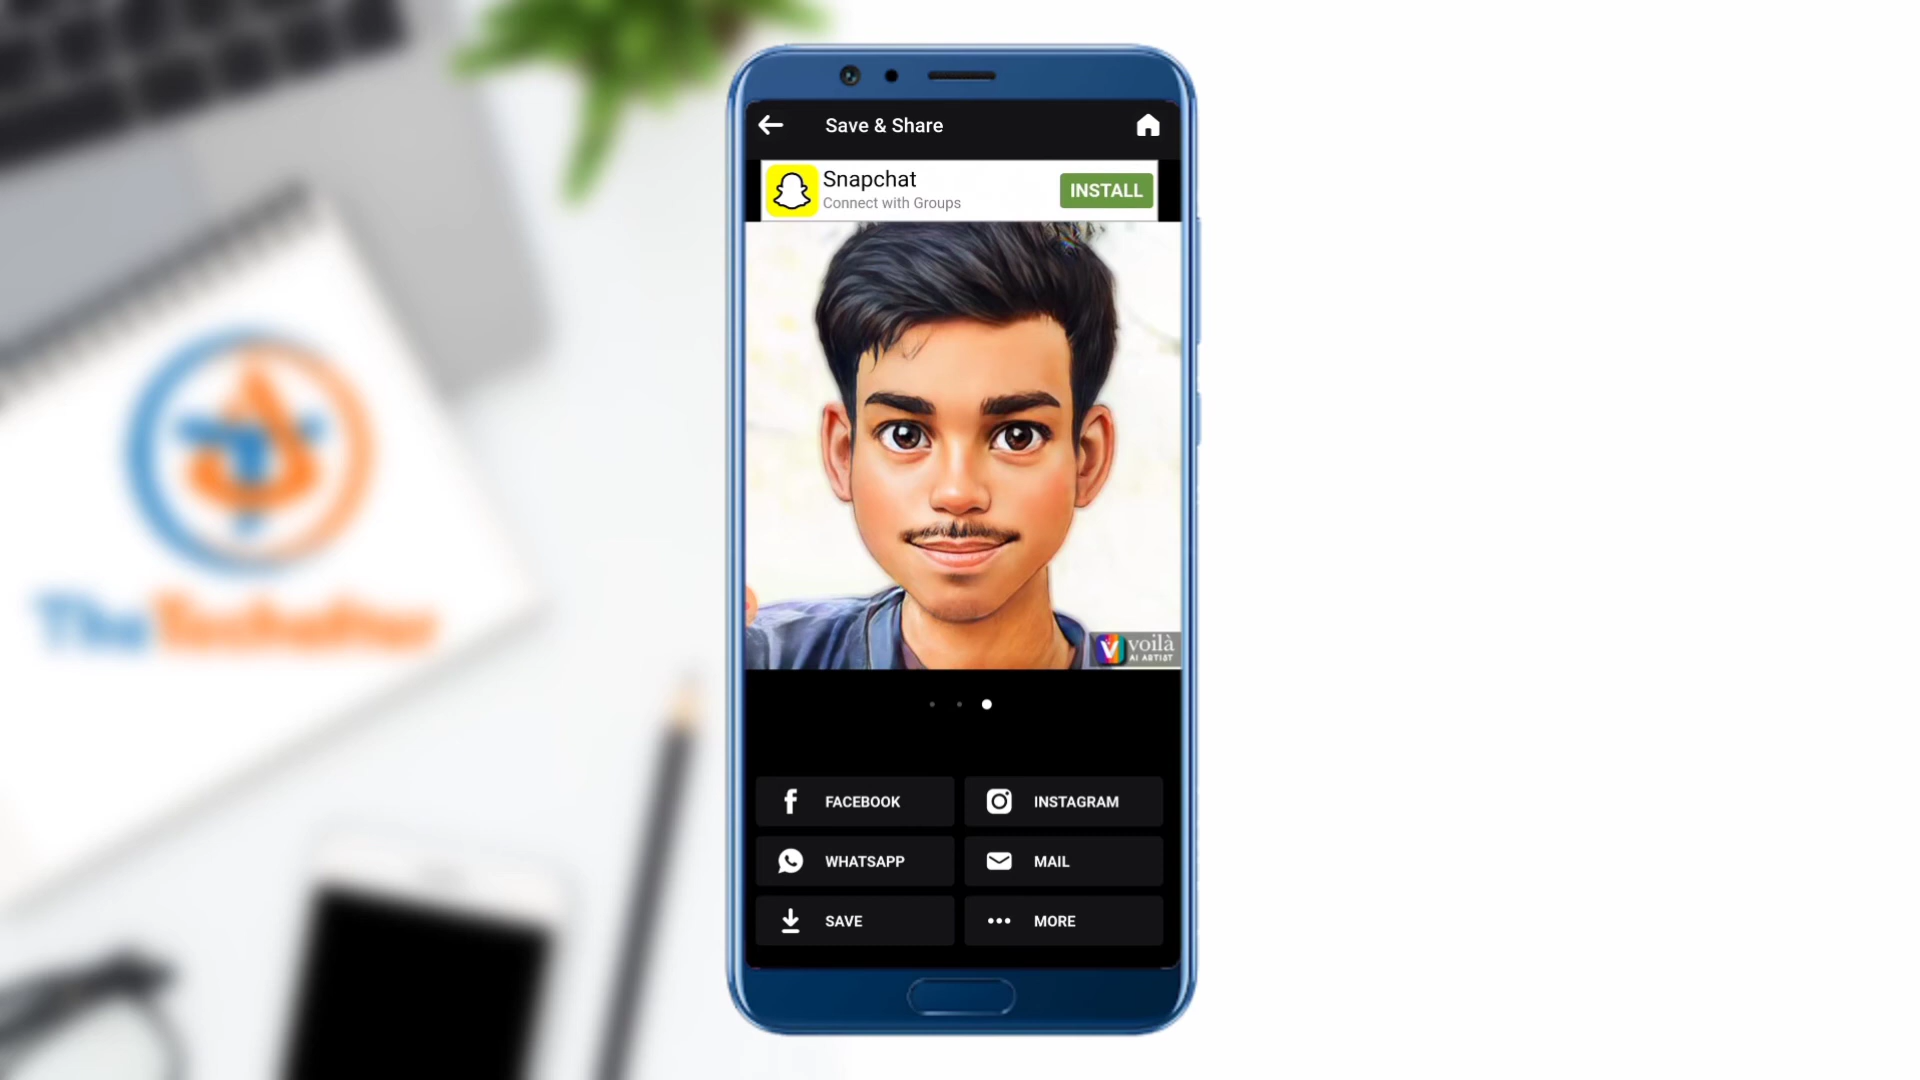 Save & Share
Snapchat
Connect with Groups
INSTALL
voilà
AI ARTIST
FACEBOOK
INSTAGRAM
WHATSAPP
MAIL
SAVE
MORE